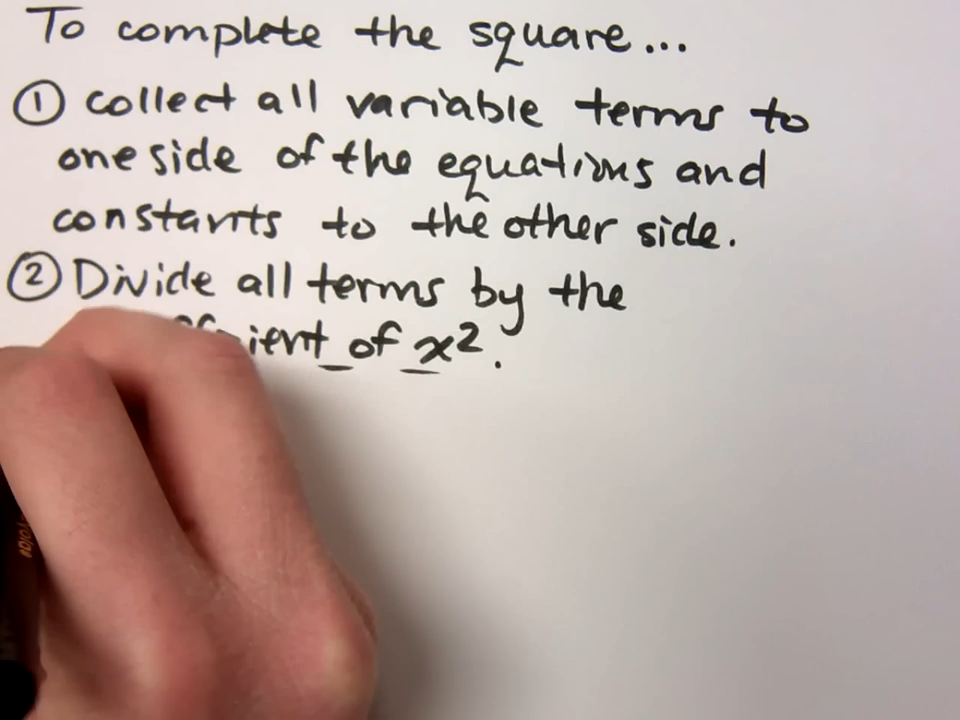 To complete the square...
① collect all variable terms to
one side of the equations and
constants to the other side.
② Divide all terms by the
of x².